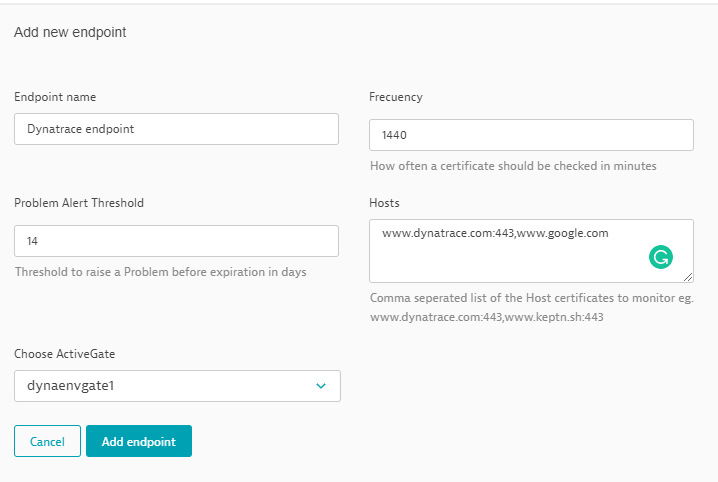 Add new endpoint
Endpoint name
Dynatrace endpoint
Frecuency
1440
How often a certificate should be checked in minutes
Problem Alert Threshold
14
Threshold to raise a Problem before expiration in days
Hosts
www.dynatrace.com:443,www.google.com
Comma seperated list of the Host certificates to monitor eg.
www.dynatrace.com:443,www.keptn.sh:443
Choose ActiveGate
dynaenvgate1
Cancel
Add endpoint